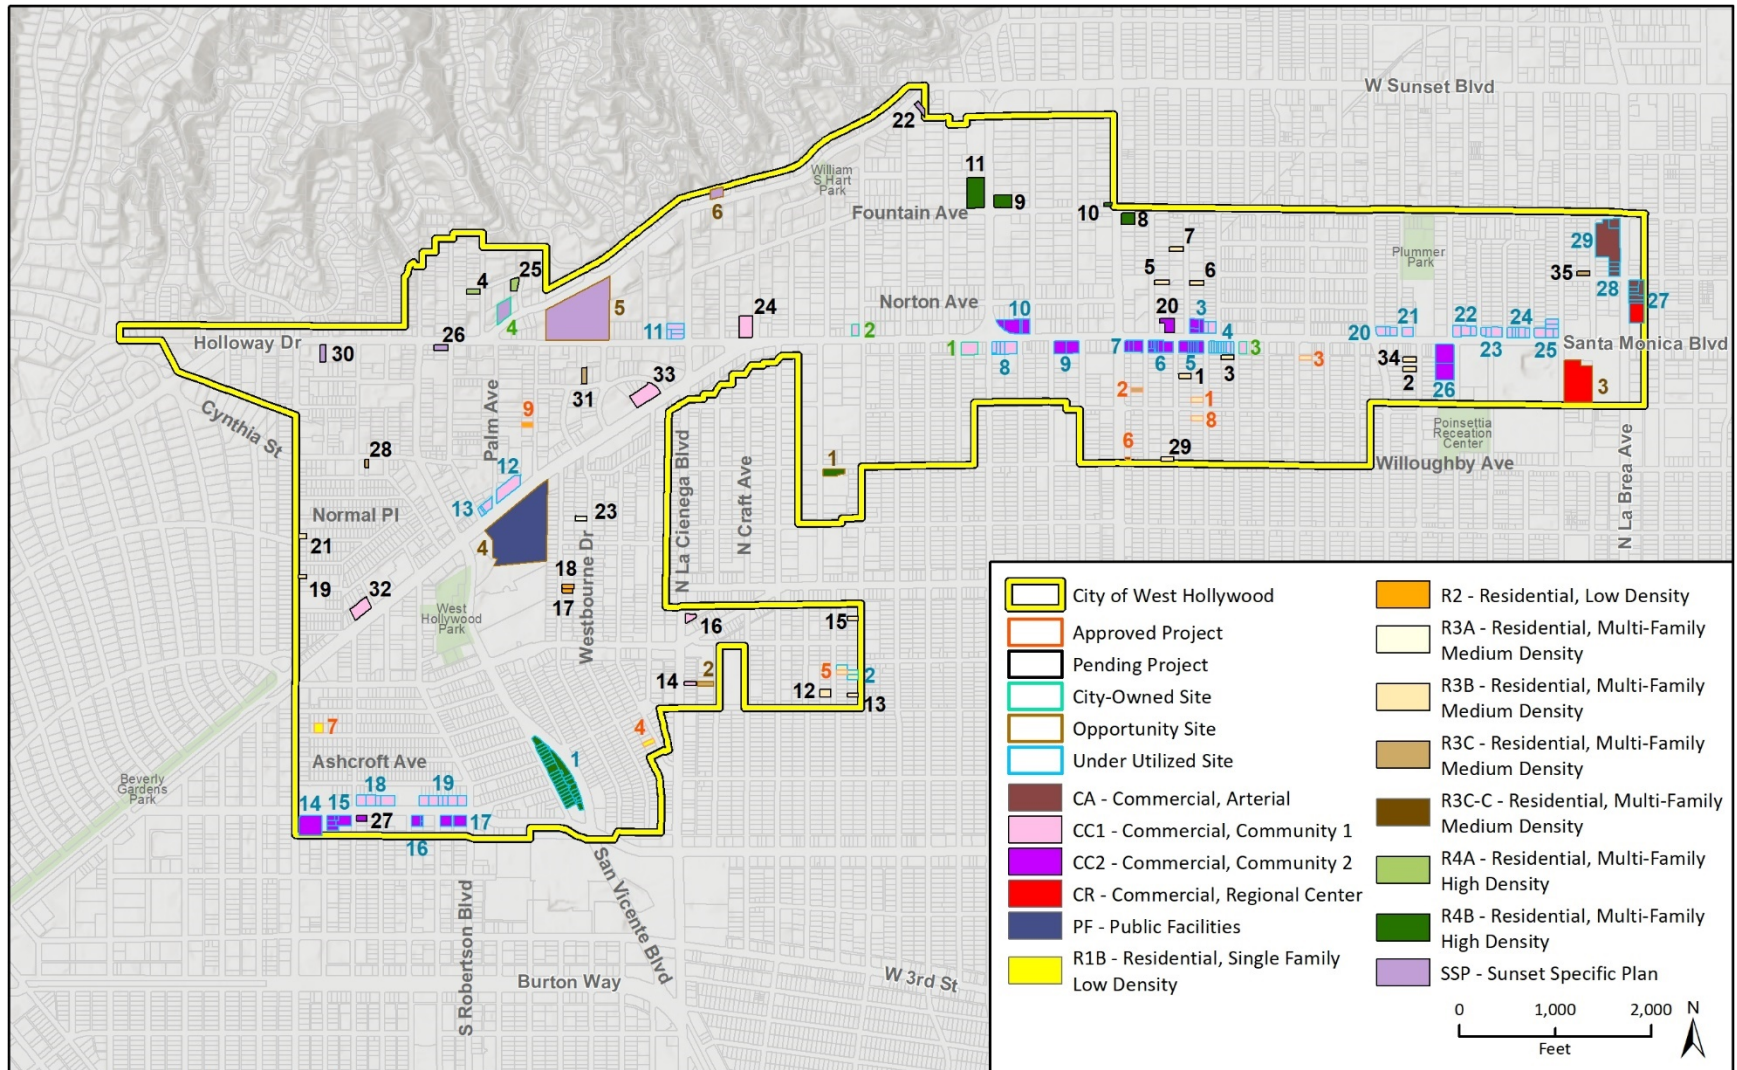 W Sunset Blvd
22
William
S Hart
Park
11
6
9
Fountain Ave
10
8
7
Plummer
Park
29
4
25
5
6
35
28
27
5
24
Norton Ave
10
20
3
22
21
24
4
11
2
20
26
Holloway Dr
30
1
8
9
7
6
5
4
3
3
23
25
Santa Monica Blvd
34
2
26
3
33
31
3
1
2
1
8
Cynthia St
Palm Ave
9
N La Cienega Blvd
N Craft Ave
6
29
Poinsettia
Receation
Center
Willoughby Ave
N La Brea Ave
28
1
12
13
Normal Pl
21
4
23
Westbourne Dr
18
17
19
32
West
Hollywood
Park
16
15
14
2
5
2
12
13
7
4
Ashcroft Ave
1
Beverly
Gardens
Park
18
19
14
15
27
17
16
S Robertson Blvd
San Vicente Blvd
Burton Way
W 3rd St
City of West Hollywood
Approved Project
Pending Project
City-Owned Site
Opportunity Site
Under Utilized Site
CA - Commercial, Arterial
CC1 - Commercial, Community 1
CC2 - Commercial, Community 2
CR - Commercial, Regional Center
PF - Public Facilities
R1B - Residential, Single Family
Low Density
R2 - Residential, Low Density
R3A - Residential, Multi-Family
Medium Density
R3B - Residential, Multi-Family
Medium Density
R3C - Residential, Multi-Family
Medium Density
R3C-C - Residential, Multi-Family
Medium Density
R4A - Residential, Multi-Family
High Density
R4B - Residential, Multi-Family
High Density
SSP - Sunset Specific Plan
0 1,000 2,000
Feet
N